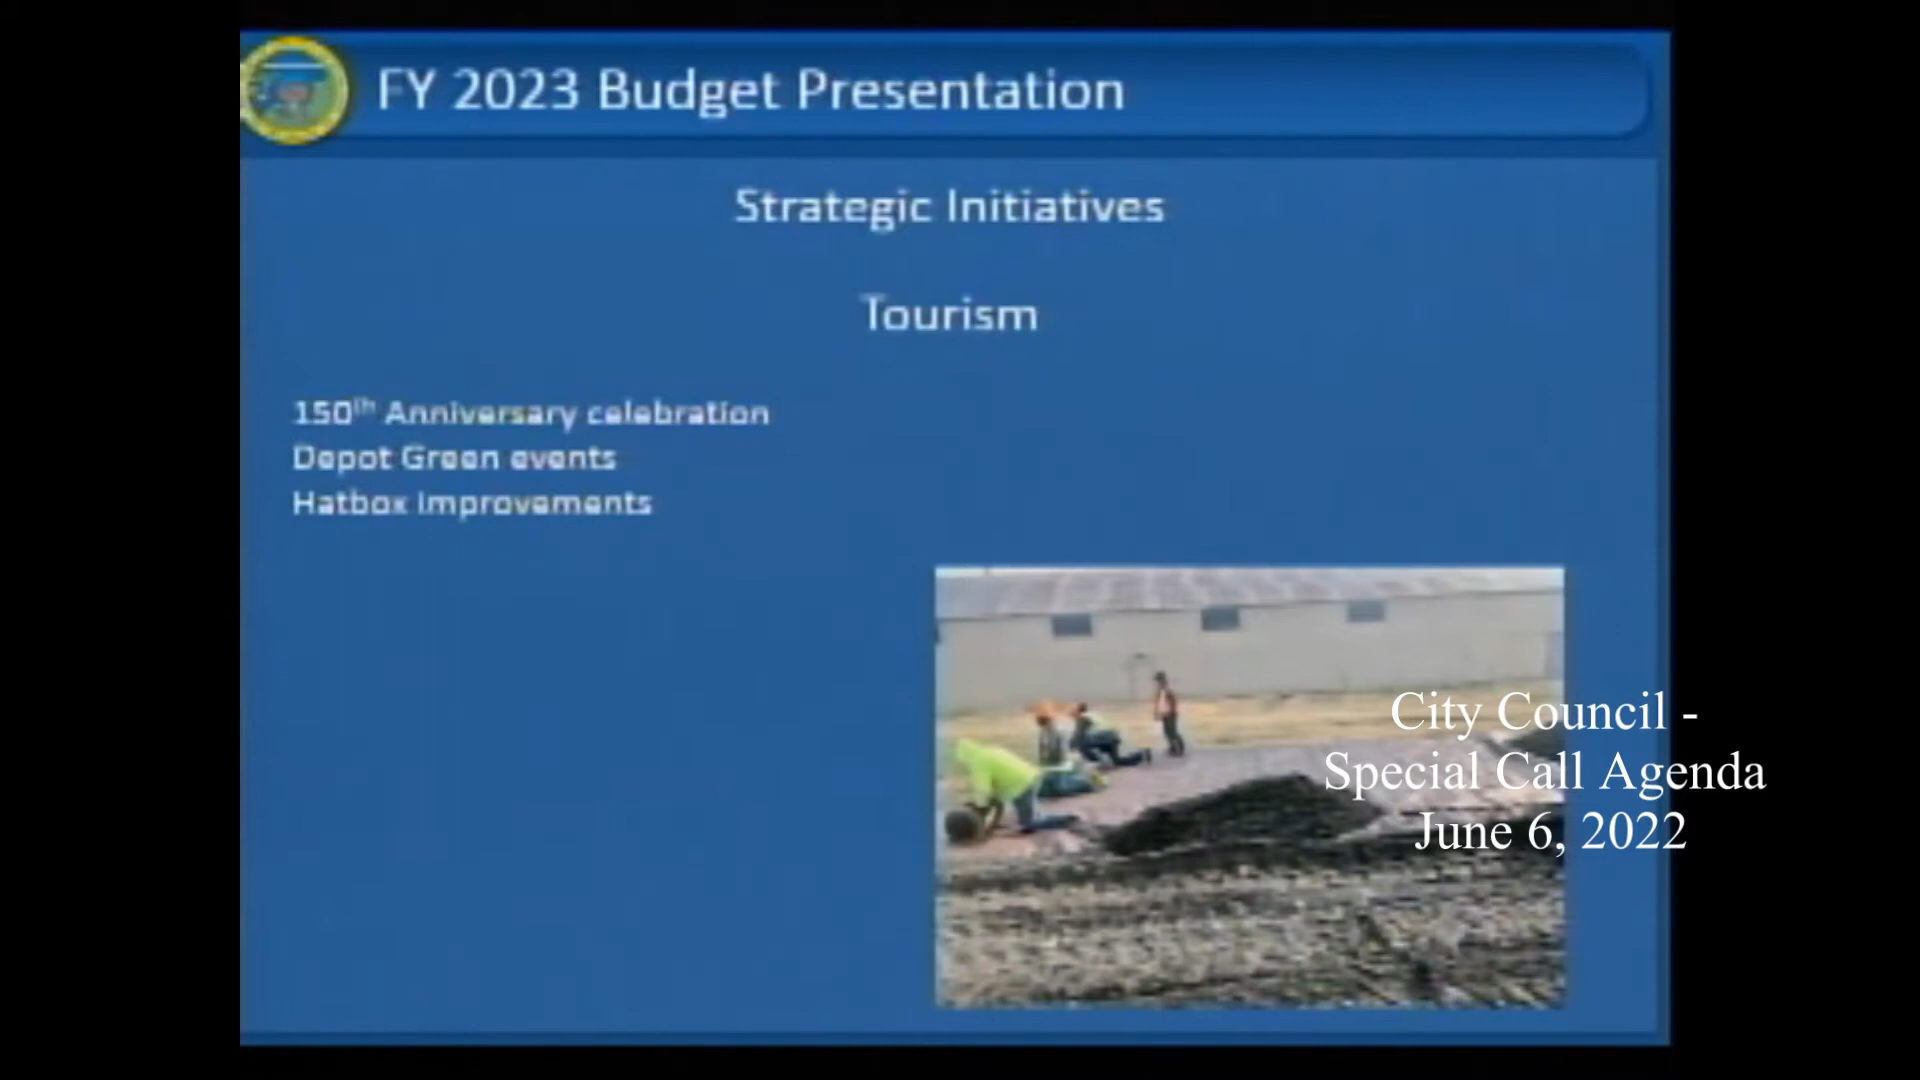 FY 2023 Budget Presentation
Strategic Initiatives
Tourism
150th Anniversary celebration
Depot Green events
Hatbox Improvements
City Council -
Special Call Agenda
June 6, 2022